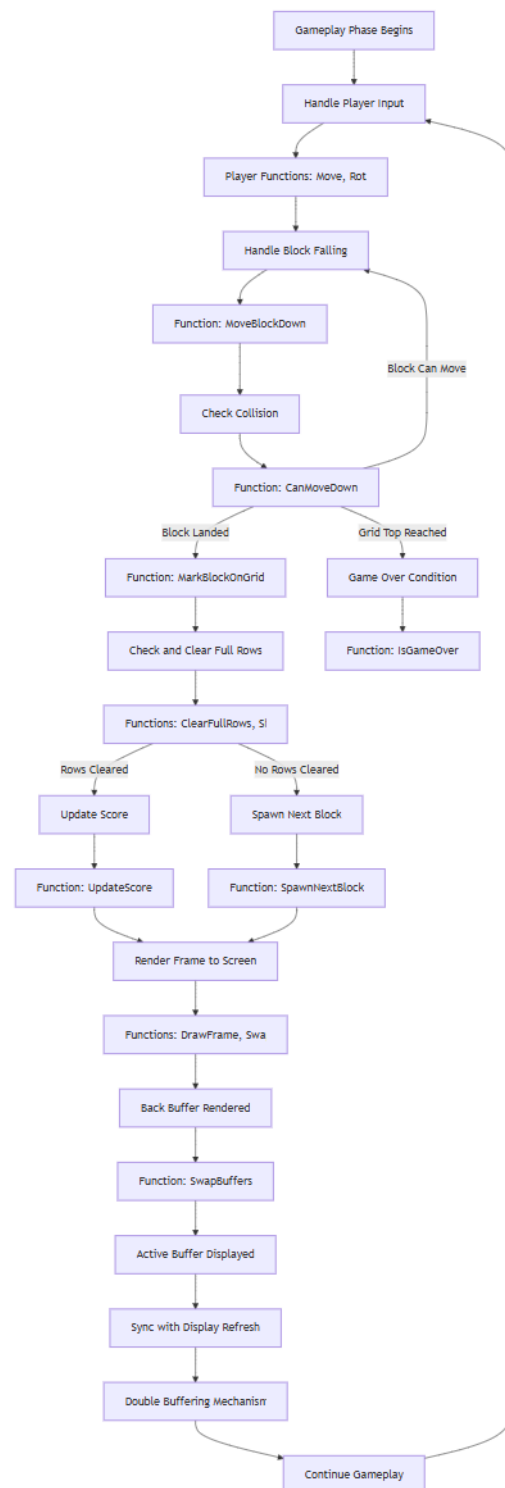 Gameplay Phase Begins
Handle Player Input
Player Functions: Move, Rot
Handle Block Falling
Function: MoveBlockDown
Block Can Move
Check Collision
Function: CanMoveDown
Block Landed
Grid Top Reached
Function: MarkBlockOnGrid
Game Over Condition
Check and Clear Full Rows
Function: IsGameOver
Functions: ClearFullRows, S
Rows Cleared
No Rows Cleared
Update Score
Spawn Next Block
Function: UpdateScore
Function: SpawnNextBlock
Render Frame to Screen
Functions: DrawFrame, Swa
Back Buffer Rendered
Function: SwapBuffers
Active Buffer Displayed
Sync with Display Refresh
Double Buffering Mechanism
Continue Gameplay